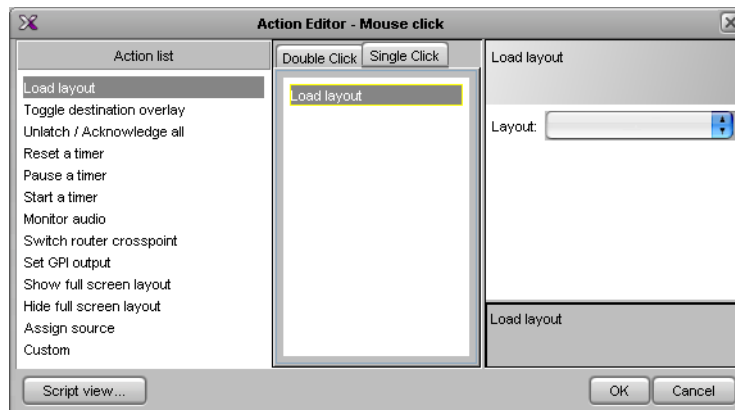 Action Editor - Mouse click
Action list
Load layout
Toggle destination overlay
Unlatch / Acknowledge all
Reset a timer
Pause a timer
Start a timer
Monitor audio
Switch router crosspoint
Set GPI output
Show full screen layout
Hide full screen layout
Assign source
Custom
Double Click
Single Click
Load layout
Load layout
Layout:
Load layout
Script view...
OK
Cancel